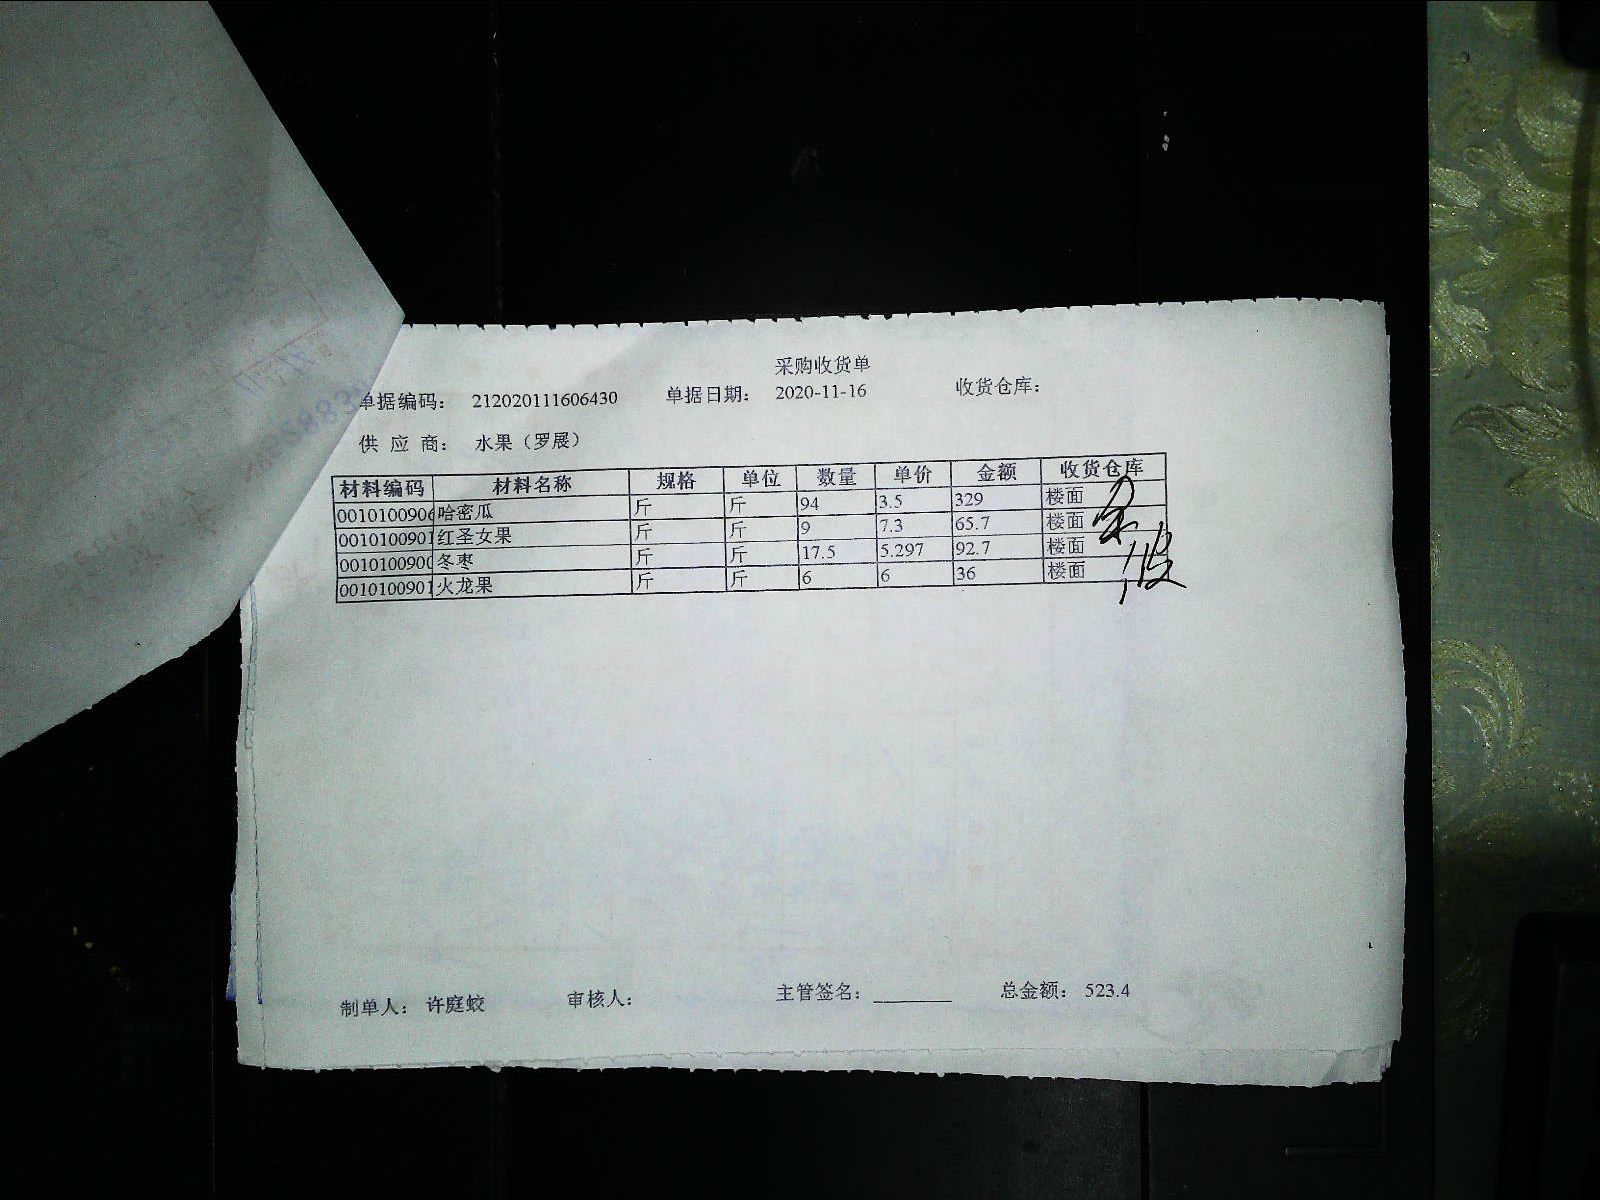 采购收货单
单据编码： 212020111606430 单据日期： 2020-11-16 收货仓库：
供 应 商： 水果（罗展）
材料编码 材料名称 规格 单位 数量 单价 金额 收货仓库
0010100906 哈密瓜 斤 斤 94 3.5 329 楼面
0010100901 红圣女果 斤 斤 9 7.3 65.7 楼面
0010100900 冬枣 斤 斤 17.5 5.297 92.7 楼面
0010100901 火龙果 斤 斤 6 6 36 楼面
制单人： 许庭蛟 审核人： 主管签名：________ 总金额： 523.4